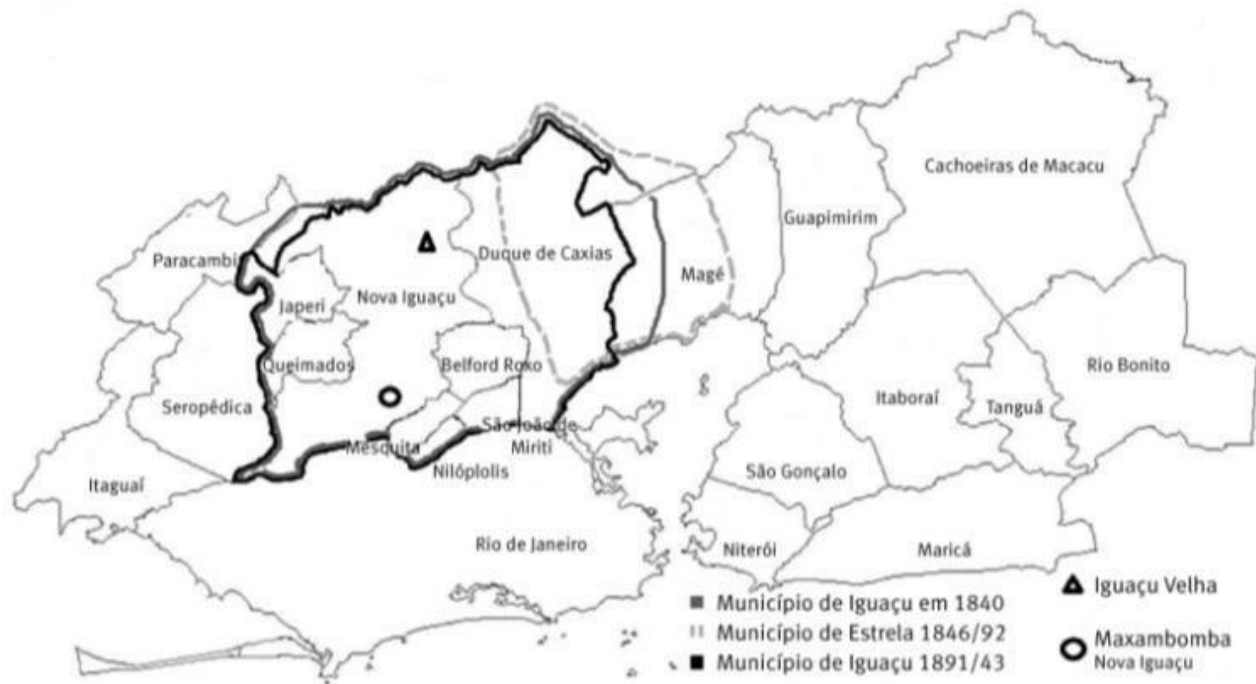 Cachoeiras de Macacu
Guapimirim
Paracambi
Duque de Caxias
Magé
Japeri
Nova Iguaçu
Queimados
Belford Roxo
Rio Bonito
Seropédica
Itaboraí
Tanguá
São João de
Miriti
Mesquita
Nilóplolis
São Gonçalo
Itaguaí
Rio de Janeiro
Niterói
Maricá
Iguaçu Velha
Município de Iguaçu em 1840
Município de Estrela 1846/92
Município de Iguaçu 1891/43
Maxambomba
Nova Iguaçu